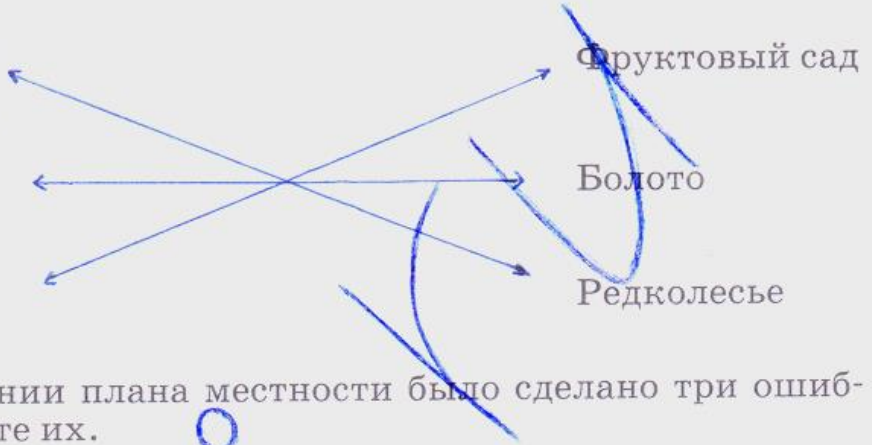 Фруктовый сад
Болото
Редколесье
нии плана местности было сделано три ошиб-
те их.